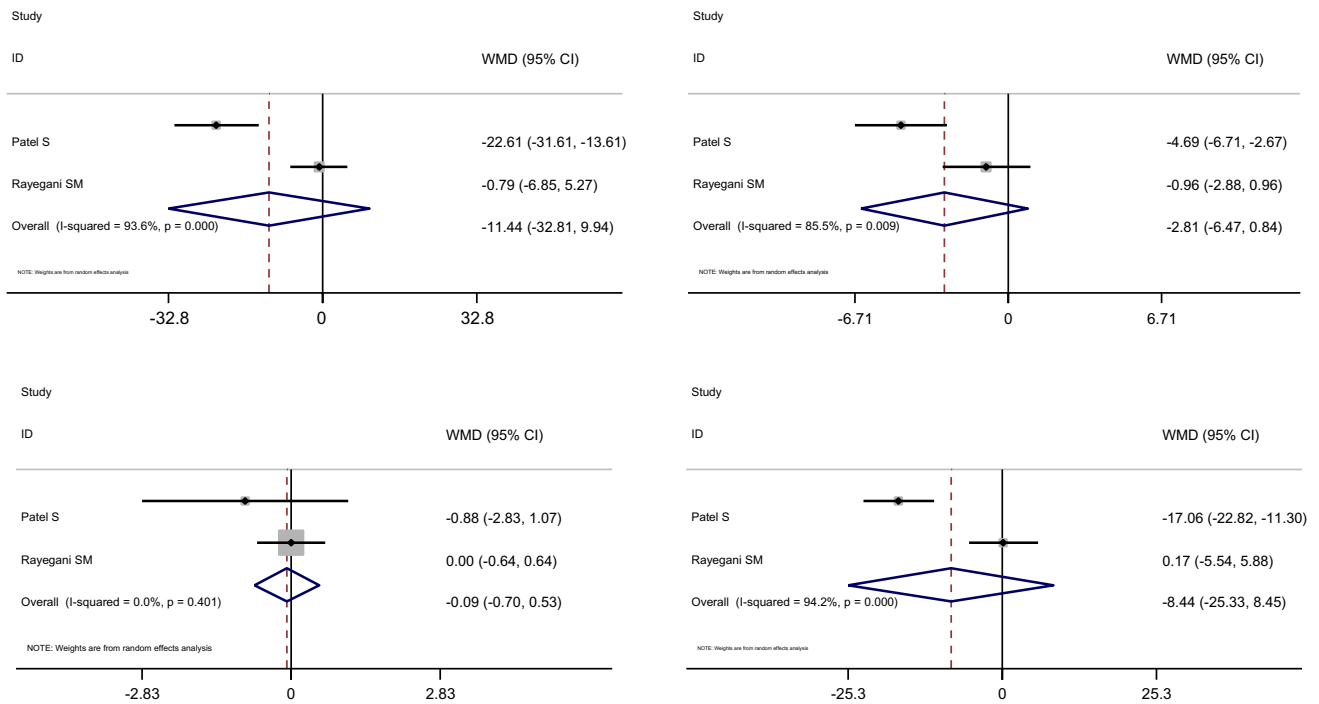 Study
ID
WMD (95% CI)
Patel S
-22.61 (-31.61, -13.61)
Rayegani SM
-0.79 (-6.85, 5.27)
Overall (I-squared = 93.6%, p = 0.000)
-11.44 (-32.81, 9.94)
NOTE: Weights are from random effects analysis
-32.8 0 32.8
Study
ID
WMD (95% CI)
Patel S
-4.69 (-6.71, -2.67)
Rayegani SM
-0.96 (-2.88, 0.96)
Overall (I-squared = 85.5%, p = 0.009)
-2.81 (-6.47, 0.84)
NOTE: Weights are from random effects analysis
-6.71 0 6.71
Study
ID
WMD (95% CI)
Patel S
-0.88 (-2.83, 1.07)
Rayegani SM
0.00 (-0.64, 0.64)
Overall (I-squared = 0.0%, p = 0.401)
-0.09 (-0.70, 0.53)
NOTE: Weights are from random effects analysis
-2.83 0 2.83
Study
ID
WMD (95% CI)
Patel S
-17.06 (-22.82, -11.30)
Rayegani SM
0.17 (-5.54, 5.88)
Overall (I-squared = 94.2%, p = 0.000)
-8.44 (-25.33, 8.45)
NOTE: Weights are from random effects analysis
-25.3 0 25.3